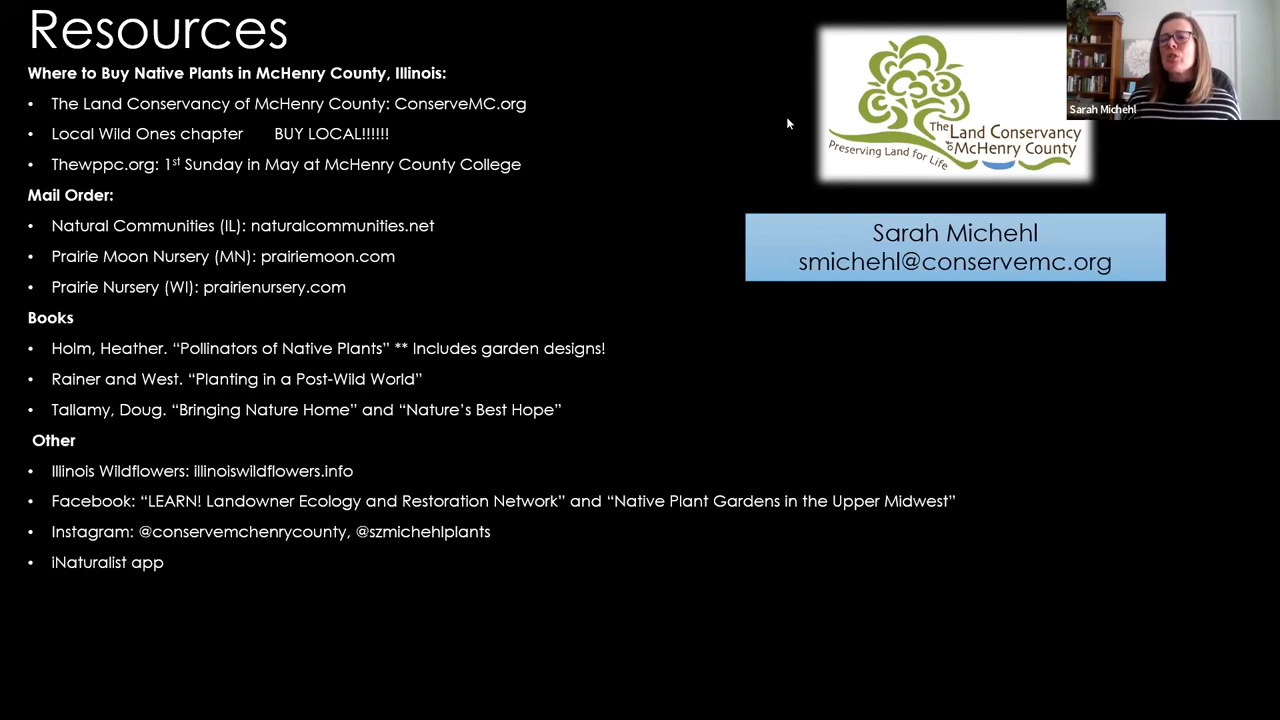 Resources
Where to Buy Native Plants in McHenry County, Illinois:
• The Land Conservancy of McHenry County: ConserveMC.org
• Local Wild Ones chapter BUY LOCAL!!!!!!
• Thewppc.org: 1st Sunday in May at McHenry County College
Mail Order:
• Natural Communities (IL): naturalcommunities.net
• Prairie Moon Nursery (MN): prairiemoon.com
• Prairie Nursery (WI): prairienursery.com
Books
• Holm, Heather. “Pollinators of Native Plants” ** Includes garden designs!
• Rainer and West. “Planting in a Post-Wild World”
• Tallamy, Doug. “Bringing Nature Home” and “Nature’s Best Hope”
Other
• Illinois Wildflowers: illinoiswildflowers.info
• Facebook: “LEARN! Landowner Ecology and Restoration Network” and “Native Plant Gardens in the Upper Midwest”
• Instagram: @conservemchenrycounty, @szmichehlplants
• iNaturalist app
The Land Conservancy
of McHenry County
Preserving Land for Life
Sarah Michehl
Sarah Michehl
smichehl@conservemc.org